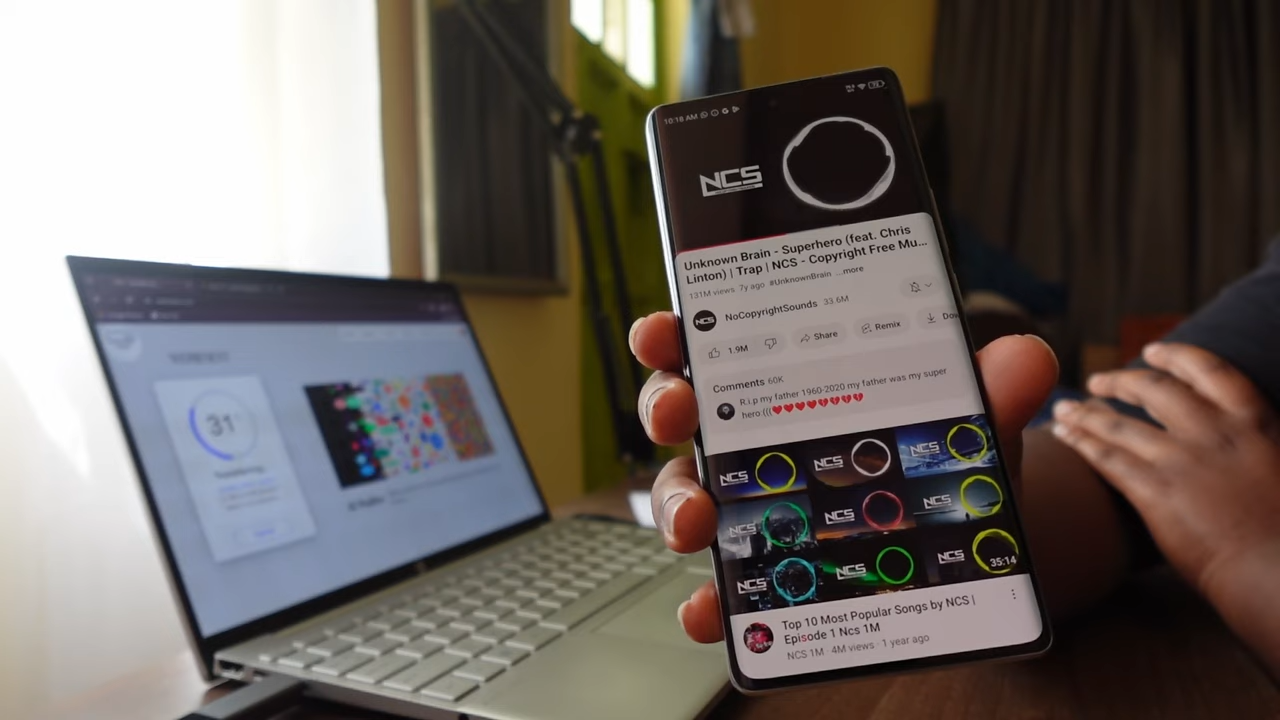 10:18 AM
NCS
Unknown Brain - Superhero (feat. Chris
Linton) | Trap | NCS - Copyright Free Mu...
131M views 7y ago #UnknownBrain ...more
NCS
NoCopyrightSounds 33.6M
1.9M
Share
Remix
Dow
Comments 60K
R.i.p my father 1960-2020 my father was my super
hero:(((❤️❤️❤️❤️💔💔💔💔
NCS
NCS
NCS
NCS
NCS
NCS
NCS
NCS
NCS
35:14
Top 10 Most Popular Songs by NCS |
Episode 1 Ncs 1M
NCS 1M · 4M views · 1 year ago
31